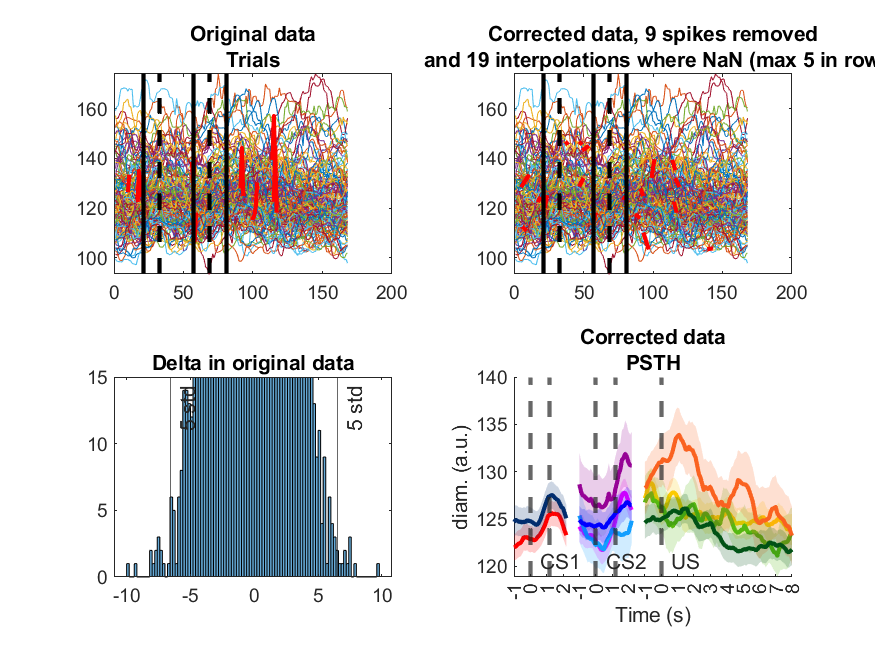 Original data
Trials
160
140
120
100
0 50 100 150 200
Corrected data, 9 spikes removed
and 19 interpolations where NaN (max 5 in row
160
140
120
100
0 50 100 150 200
Delta in original data
15
10
5
0
-10 -5 0 5 10
5 std
5 std
Corrected data
PSTH
diam. (a.u.)
140
135
130
125
120
CS1 CS2 US
-1 0 1 2 -1 0 1 2 -1 0 1 2 3 4 5 6 7 8
Time (s)